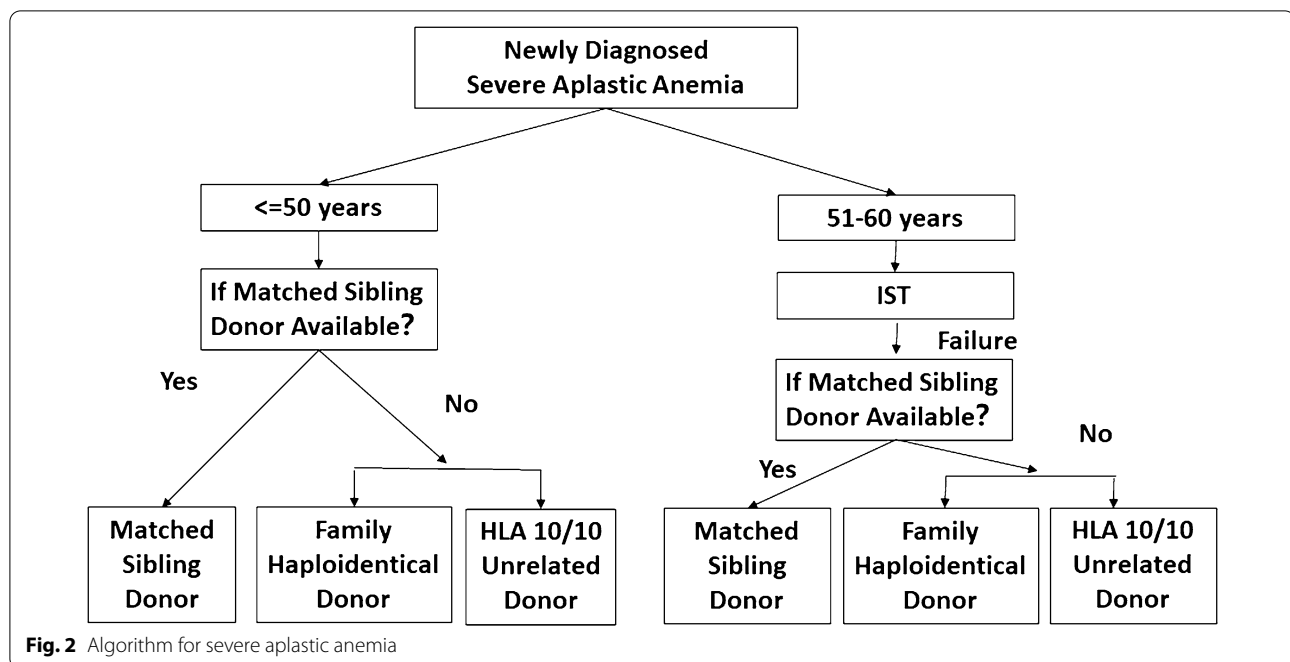 Newly Diagnosed
Severe Aplastic Anemia
<=50 years
51-60 years
If Matched Sibling
Donor Available?
IST
Failure
If Matched Sibling
Donor Available?
Yes
No
Yes
No
Matched
Sibling
Donor
Family
Haploidentical
Donor
HLA 10/10
Unrelated
Donor
Matched
Sibling
Donor
Family
Haploidentical
Donor
HLA 10/10
Unrelated
Donor
Fig. 2 Algorithm for severe aplastic anemia